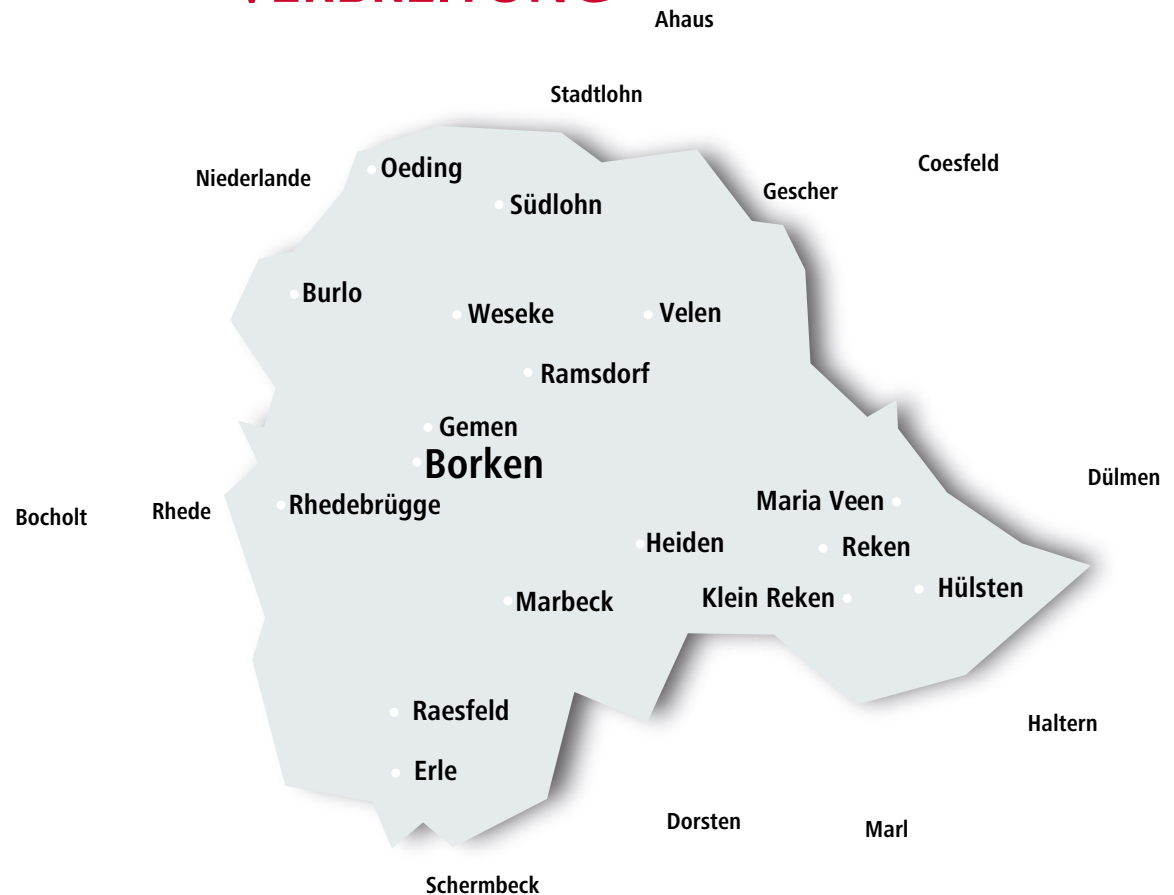 VERBREITUNG
Ahaus
Stadtlohn
Coesfeld
Oeding
Niederlande
Gescher
Südlohn
Burlo
Weseke
Velen
Ramsdorf
Gemen
Borken
Dülmen
Maria Veen
Rhedebrügge
Rhede
Bocholt
Heiden
Reken
Hülsten
Klein Reken
Marbeck
Raesfeld
Haltern
Erle
Dorsten
Marl
Schermbeck